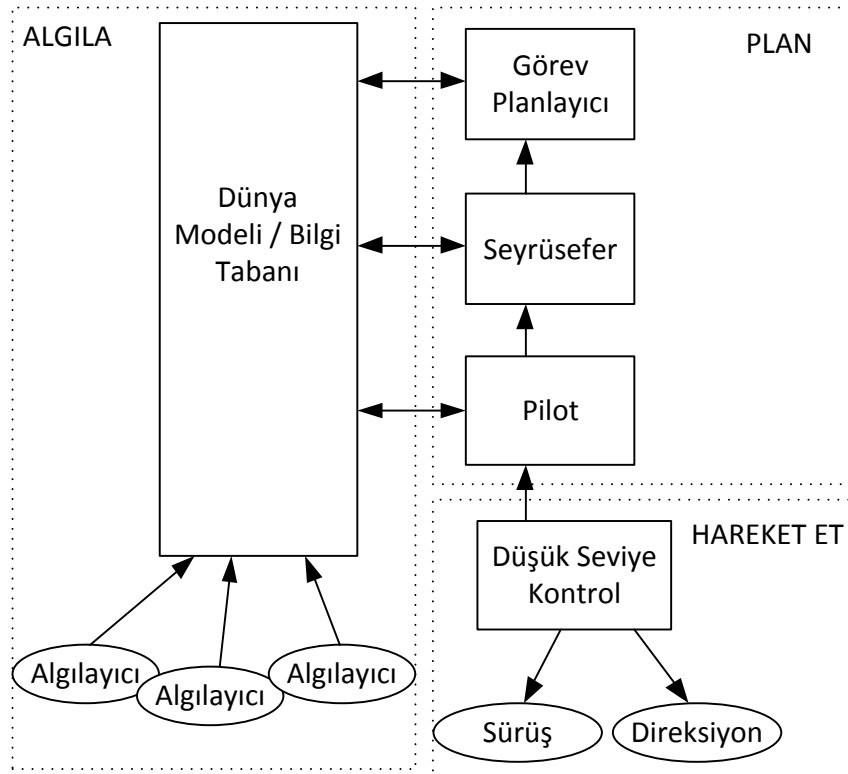 ALGILA
Dünya
Modeli / Bilgi
Tabanı
Algılayıcı
Algılayıcı
Algılayıcı
PLAN
Görev
Planlayıcı
Seyrüsefer
Pilot
HAREKET ET
Düşük Seviye
Kontrol
Sürüş
Direksiyon